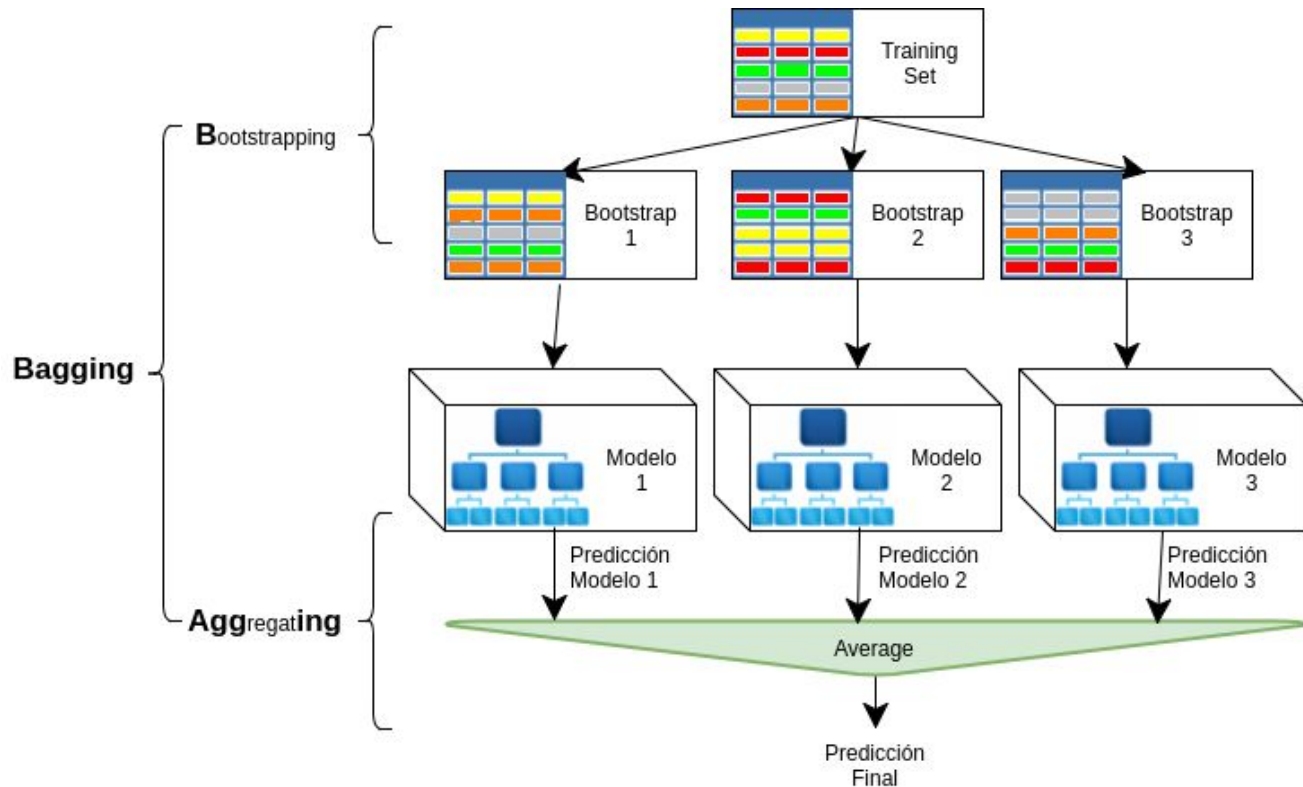 Training
Set
Bootstrapping
Bootstrap
1
Bootstrap
2
Bootstrap
3
Bagging
Modelo
1
Modelo
2
Modelo
3
Predicción
Modelo 1
Predicción
Modelo 2
Predicción
Modelo 3
Aggregating
Average
Predicción
Final